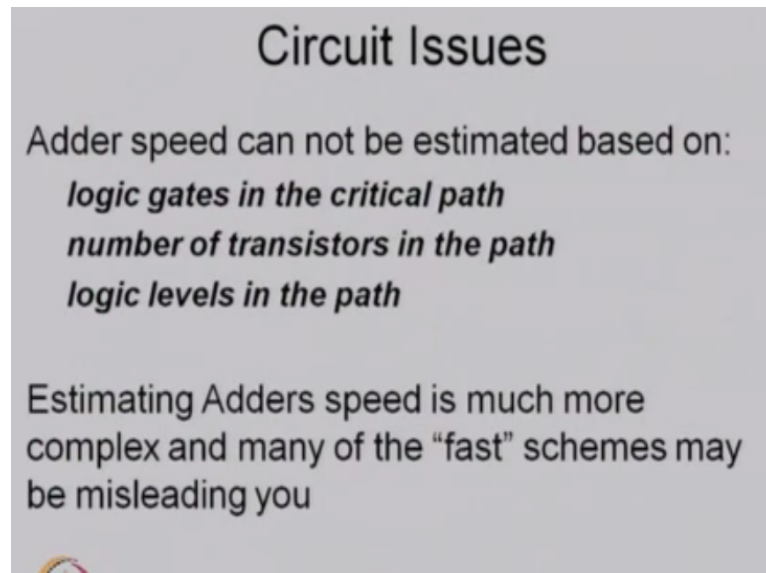 Circuit Issues
Adder speed can not be estimated based on:
logic gates in the critical path
number of transistors in the path
logic levels in the path
Estimating Adders speed is much more
complex and many of the “fast” schemes may
be misleading you